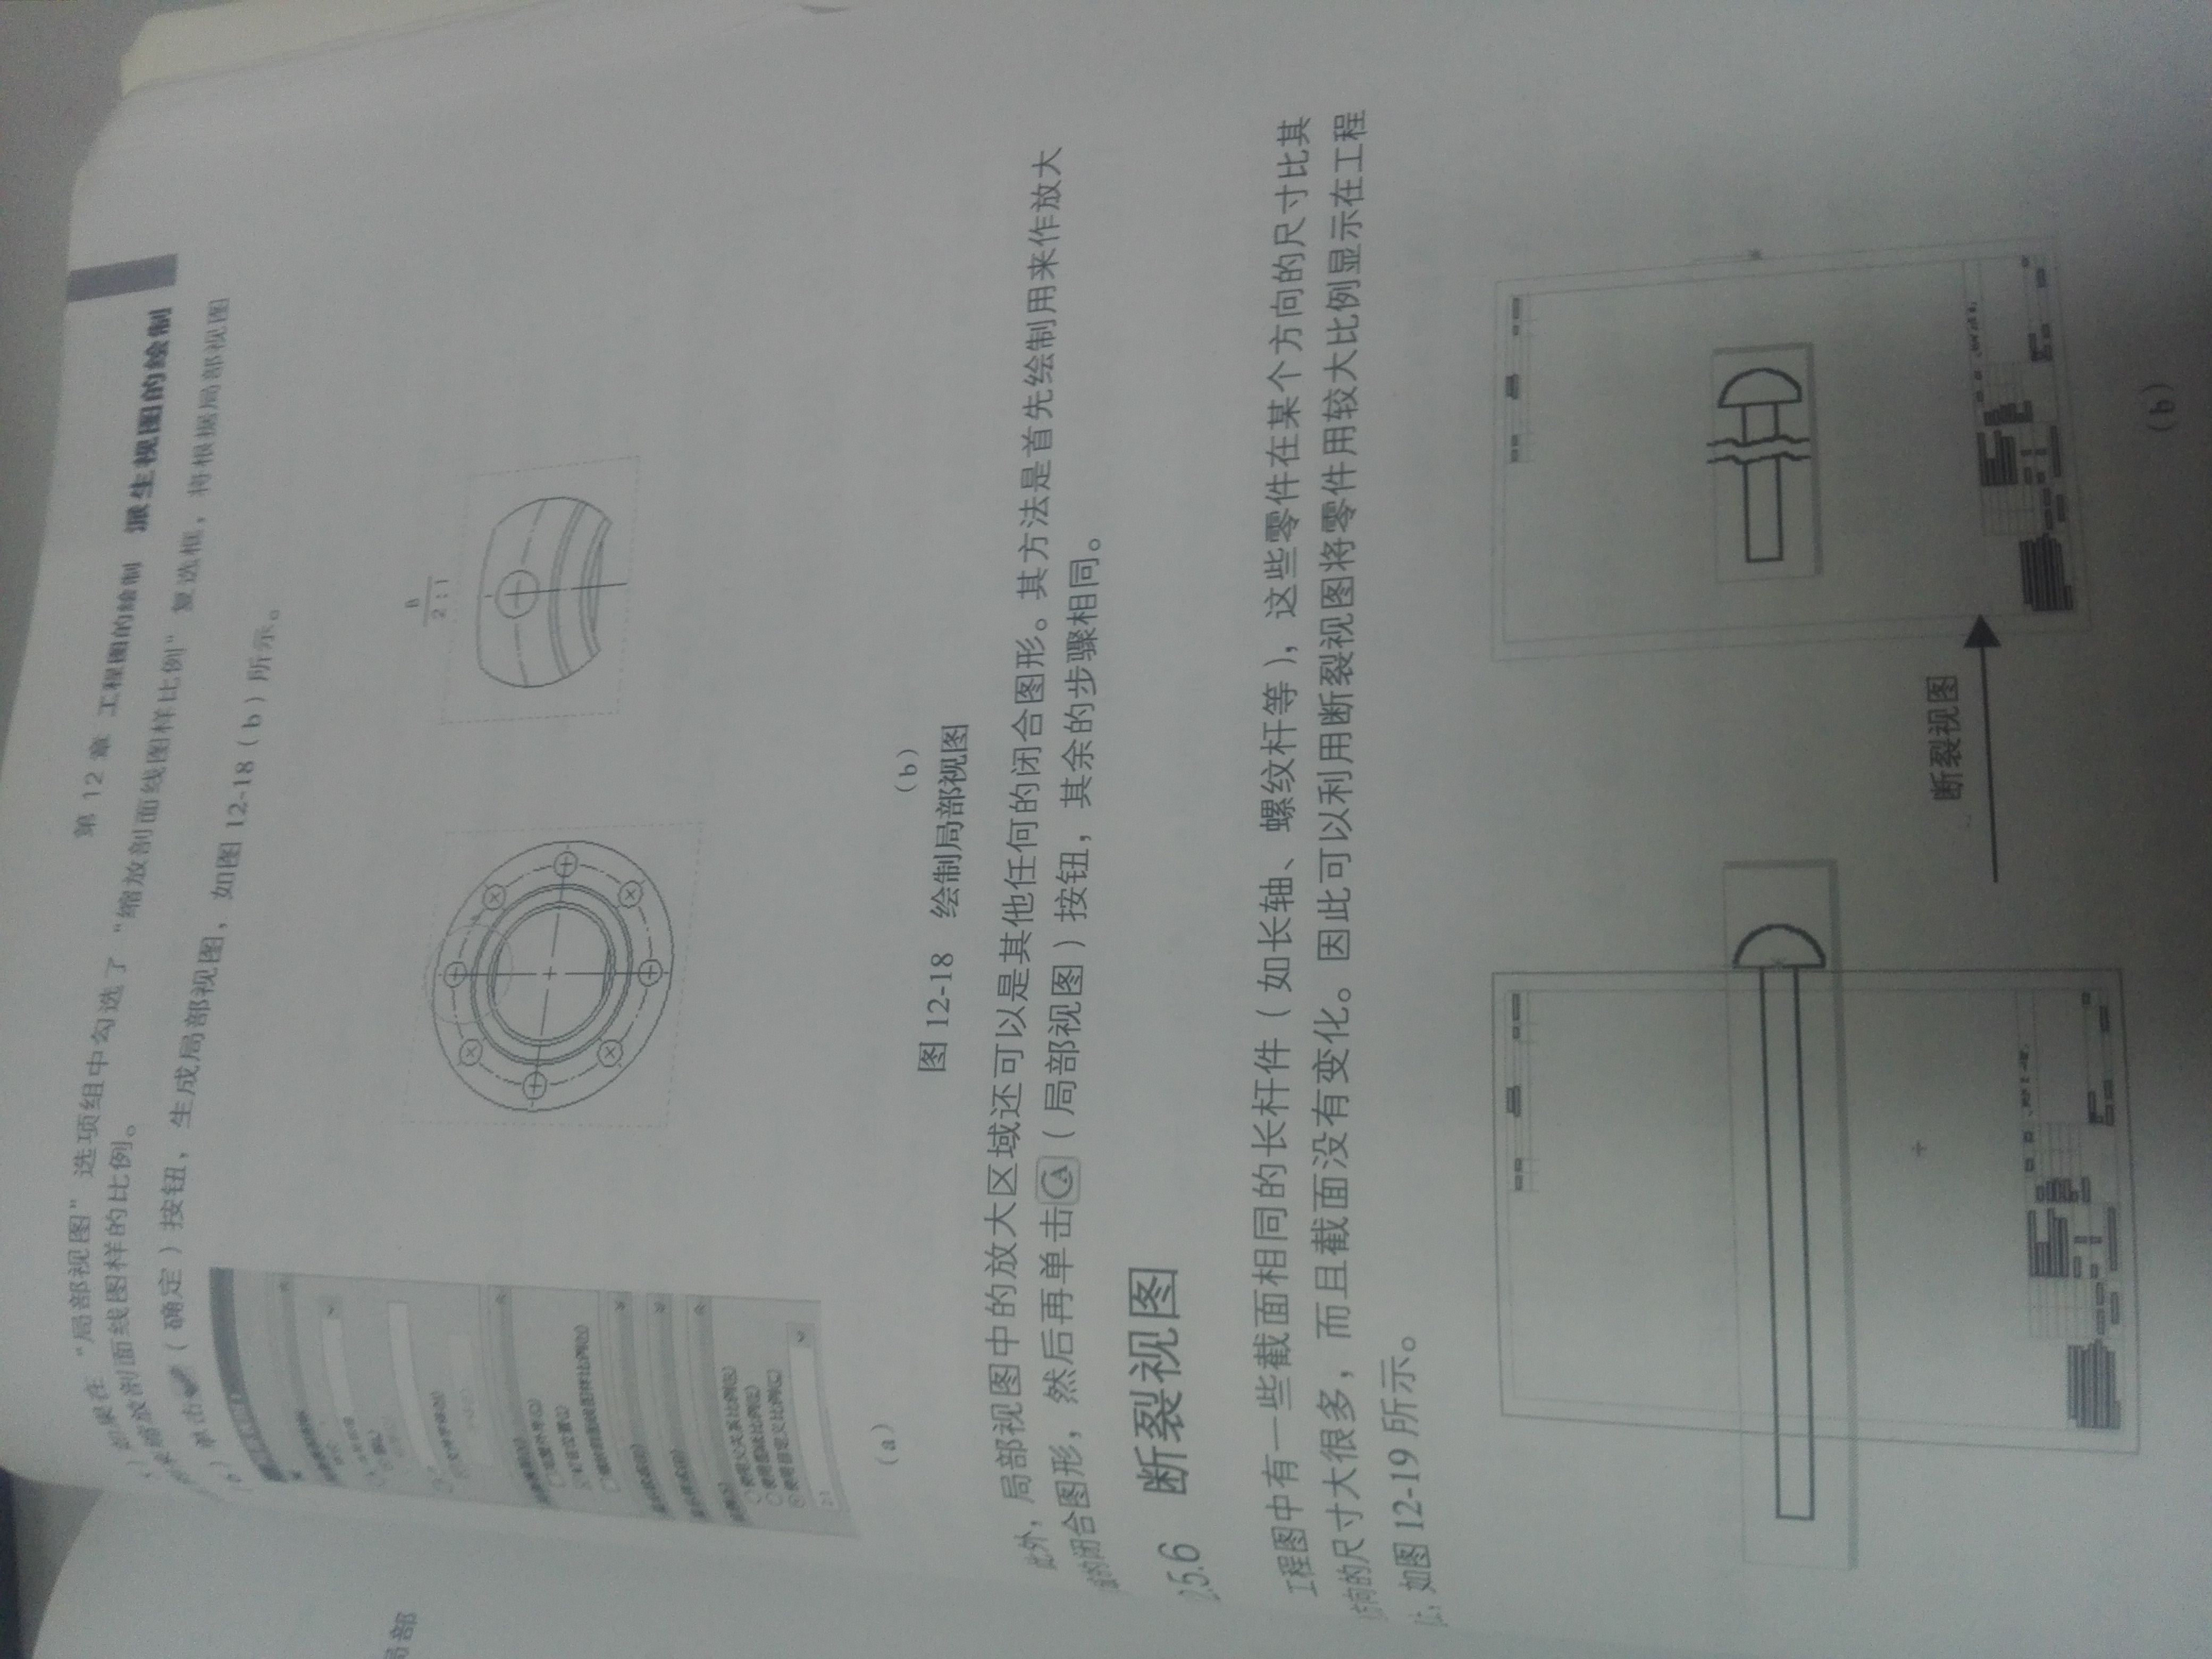 第 12 章 工程图的绘制 派生视图的绘制
如果在“局部视图”选项组中勾选了“缩放剖面线图样比例”复选框，将根据局部视图
缩放剖面线图样的比例。
单击（确定）按钮，生成局部视图，如图 12-18（b）所示。
B
2 : 1
（a）
（b）
图 12-18 绘制局部视图
此外，局部视图中的放大区域还可以是其他任何的闭合图形。其方法是首先绘制用来作放大
的闭合图形，然后再单击（局部视图）按钮，其余的步骤相同。
2.5.6 断裂视图
工程图中有一些截面相同的长杆件（如长轴、螺纹杆等），这些零件在某个方向的尺寸比其
方向的尺寸大很多，而且截面没有变化。因此可以利用断裂视图将零件用较大比例显示在工程
上，如图 12-19 所示。
断裂视图
（b）
局部